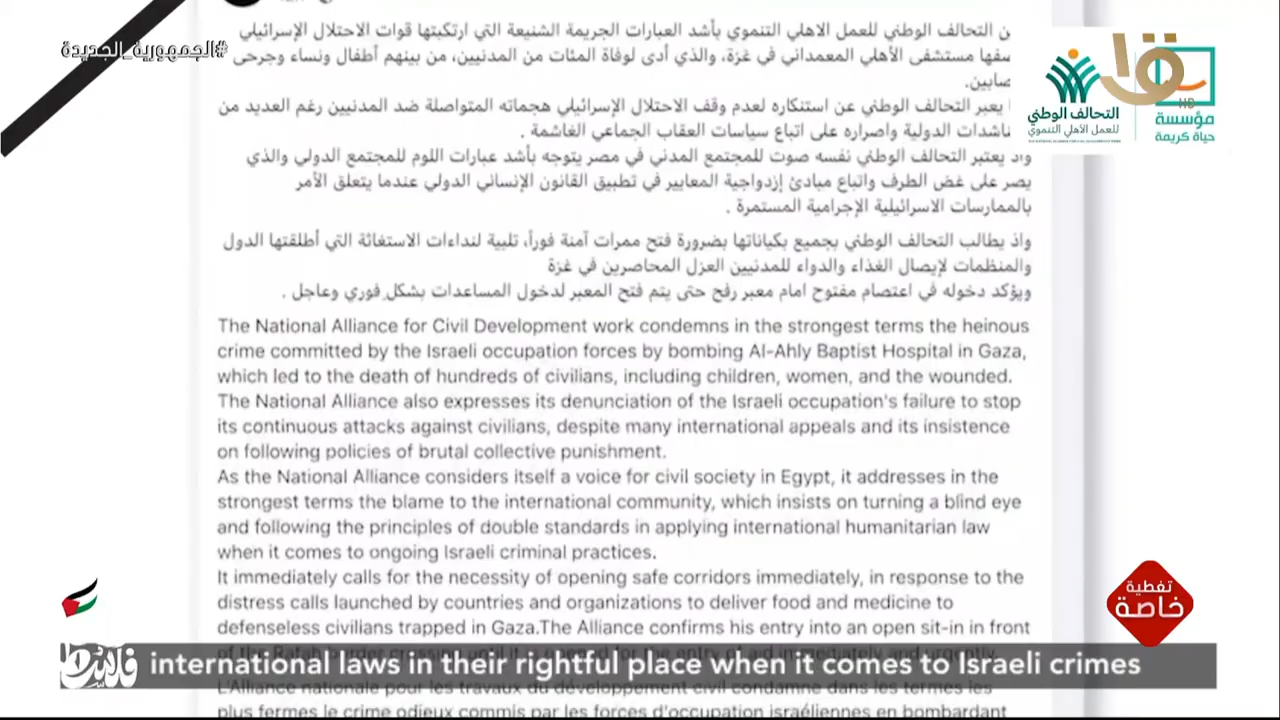 #الجمهورية_الجديدة
ن التحالف الوطني للعمل الاهلي التنموي بأشد العبارات الجريمة الشنيعة التي ارتكبتها قوات الاحتلال الإسرائيلي
سفها مستشفى الأهلي المعمداني في غزة، والذي أدى لوفاة المئات من المدنيين، من بينهم أطفال ونساء وجرحى
صابين.
يعبر التحالف الوطني عن استنكاره لعدم وقف الاحتلال الإسرائيلي هجماته المتواصلة ضد المدنيين رغم العديد من
ناشدات الدولية واصراره على اتباع سياسات العقاب الجماعي الغاشمة .
واذ يعتبر التحالف الوطني نفسه صوت للمجتمع المدني في مصر يتوجه بأشد عبارات اللوم للمجتمع الدولي والذي
يصر على غض الطرف واتباع مبادئ إزدواجية المعايير في تطبيق القانون الإنساني الدولي عندما يتعلق الأمر
بالممارسات الاسرائيلية الإجرامية المستمرة .
واذ يطالب التحالف الوطني بجميع بكياناتها بضرورة فتح ممرات آمنة فوراً، تلبية لنداءات الاستغاثة التي أطلقتها الدول
والمنظمات لإيصال الغذاء والدواء للمدنيين العزل المحاصرين في غزة
ويؤكد دخوله في اعتصام مفتوح امام معبر رفح حتى يتم فتح المعبر لدخول المساعدات بشكل فوري وعاجل .
The National Alliance for Civil Development work condemns in the strongest terms the heinous
crime committed by the Israeli occupation forces by bombing Al-Ahly Baptist Hospital in Gaza,
which led to the death of hundreds of civilians, including children, women, and the wounded.
The National Alliance also expresses its denunciation of the Israeli occupation's failure to stop
its continuous attacks against civilians, despite many international appeals and its insistence
on following policies of brutal collective punishment.
As the National Alliance considers itself a voice for civil society in Egypt, it addresses in the
strongest terms the blame to the international community, which insists on turning a blind eye
and following the principles of double standards in applying international humanitarian law
when it comes to ongoing Israeli criminal practices.
It immediately calls for the necessity of opening safe corridors immediately, in response to the
distress calls launched by countries and organizations to deliver food and medicine to
defenseless civilians trapped in Gaza.The Alliance confirms his entry into an open sit-in in front
international laws in their rightful place when it comes to Israeli crimes
L'Alliance nationale pour les travaux du développement civil condamne dans les termes les
plus fermes le crime odieux commis par les forces d'occupation israéliennes en bombardant
التحالف الوطني
للعمل الأهلي التنموي
HD
مؤسسة
حياة كريمة
تغطية
خاصة